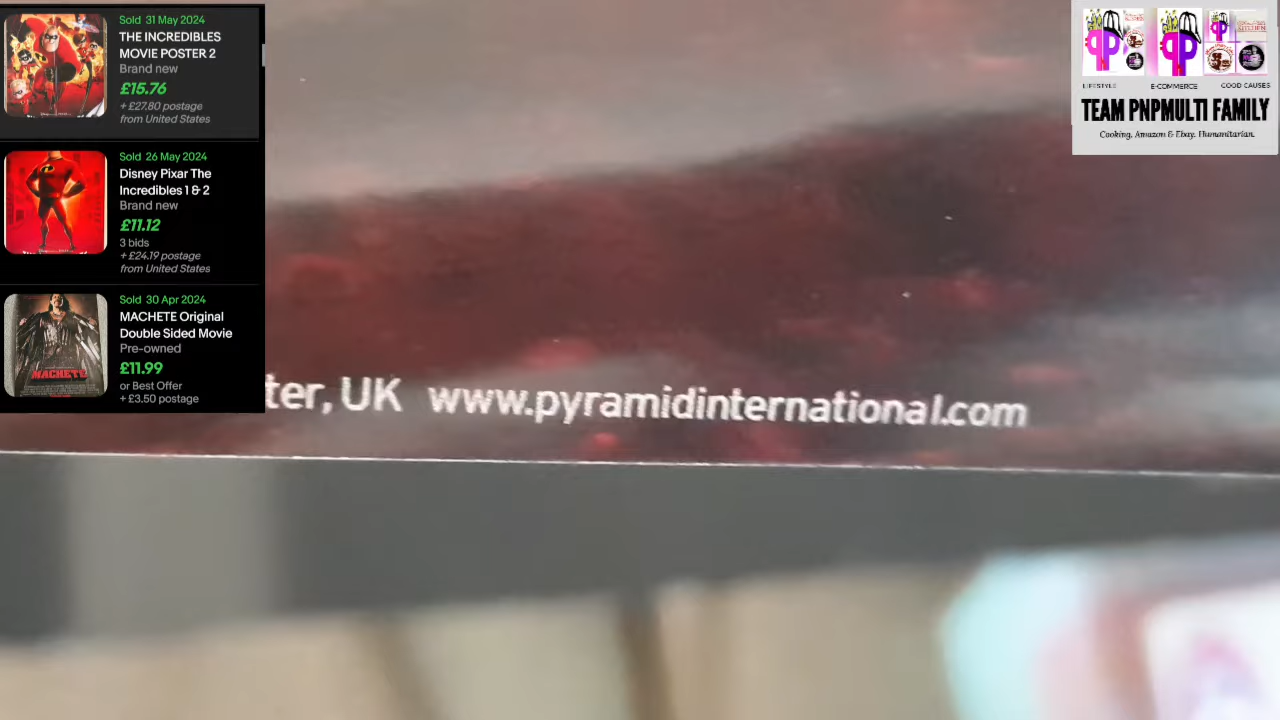 Sold 31 May 2024
THE INCREDIBLES
MOVIE POSTER 2
Brand new
£15.76
+ £27.80 postage
from United States
Sold 26 May 2024
Disney Pixar The
Incredibles 1 & 2
Brand new
£11.12
3 bids
+ £24.19 postage
from United States
Sold 30 Apr 2024
MACHETE Original
Double Sided Movie
Pre-owned
£11.99
or Best Offer
+ £3.50 postage
MACHETE
LIFESTYLE
E-COMMERCE
GOOD CAUSES
TEAM PNPMULTI FAMILY
Cooking. Amazon & Ebay. Humanitarian.
ter, UK www.pyramidinternational.com